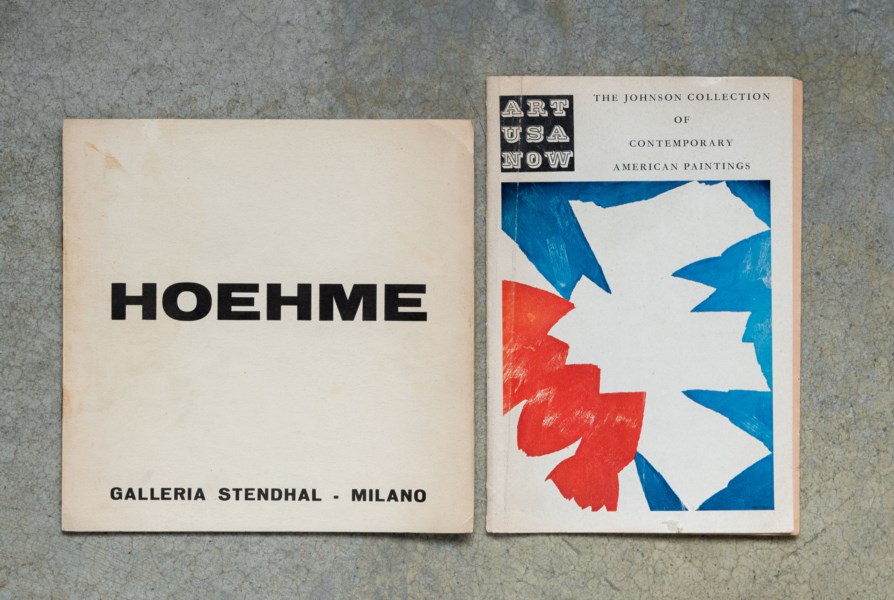 HOEHME
GALLERIA STENDHAL - MILANO
ART
USA
NOW
THE JOHNSON COLLECTION
OF
CONTEMPORARY
AMERICAN PAINTINGS